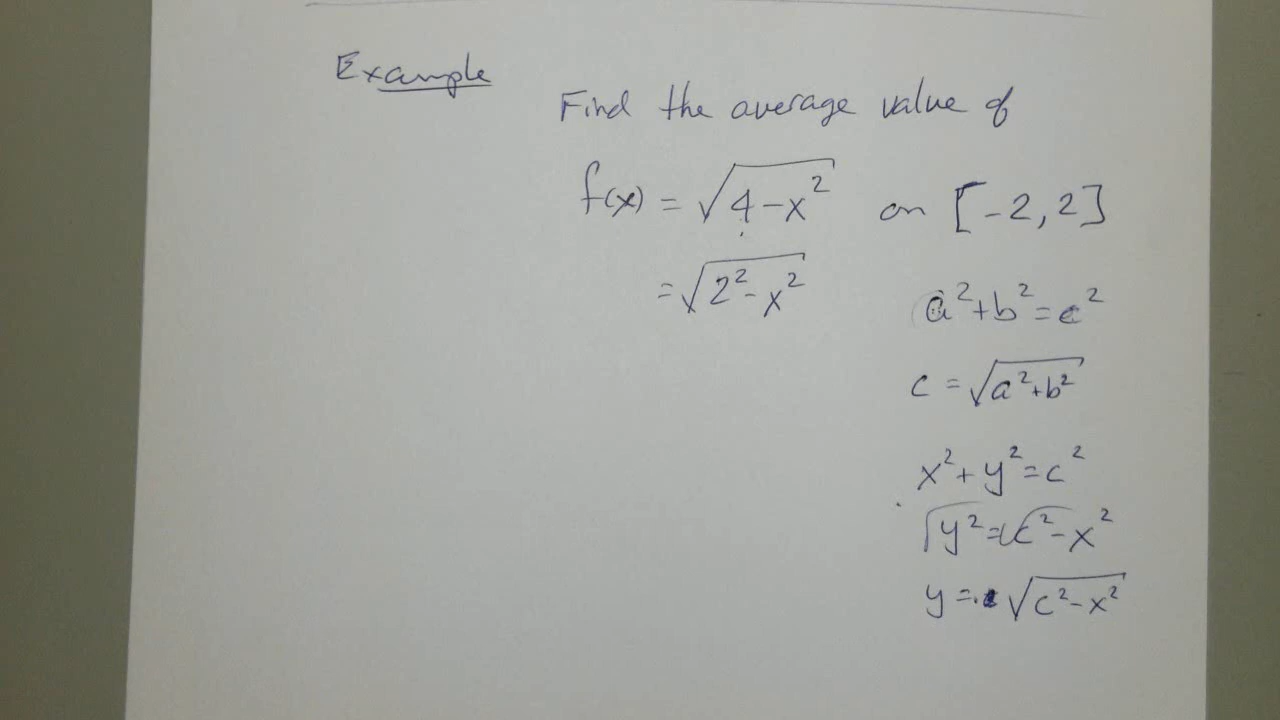 Example
Find the average value of
f(x) = √(4-x²) on [-2,2]
= √(2²-x²)
a²+b²=c²
c = √(a²+b²)
x²+y²=c²
√y²=√c²-x²
y = √(c²-x²)